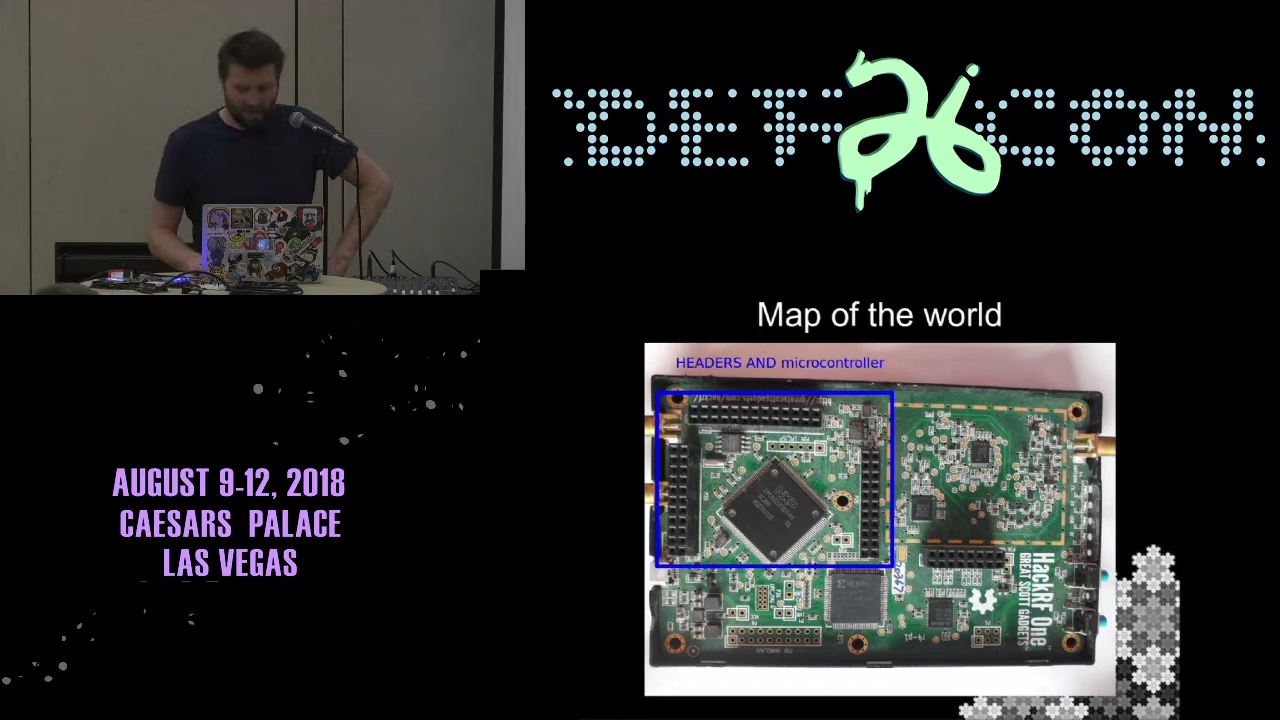 DEF 26 CON
Map of the world
HEADERS AND microcontroller
NXP
HackRF One
GREAT SCOTT GADGETS
AUGUST 9-12, 2018
CAESARS PALACE
LAS VEGAS